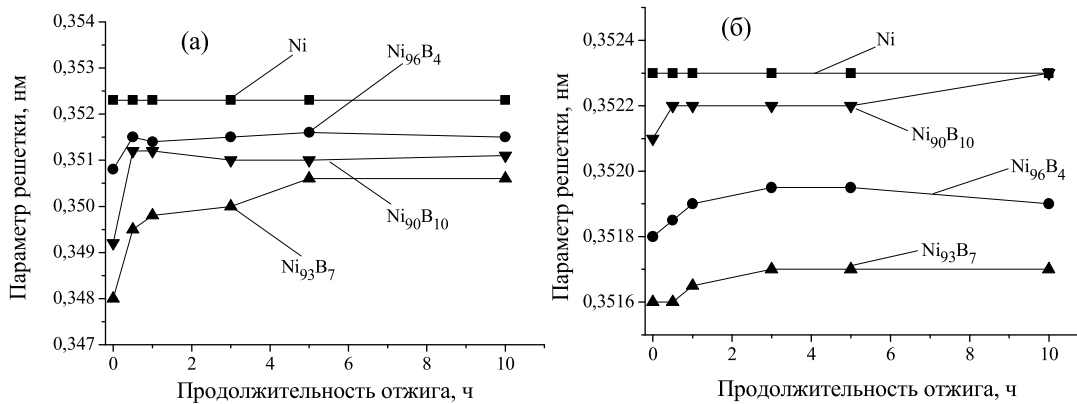 (а)
Параметр решетки, нм
0,354
0,353
0,352
0,351
0,350
0,349
0,348
0,347
Ni
Ni96B4
Ni90B10
Ni93B7
0 2 4 6 8 10
Продолжительность отжига, ч
(б)
Параметр решетки, нм
0,3524
0,3522
0,3520
0,3518
0,3516
Ni
Ni90B10
Ni96B4
Ni93B7
0 2 4 6 8 10
Продолжительность отжига, ч